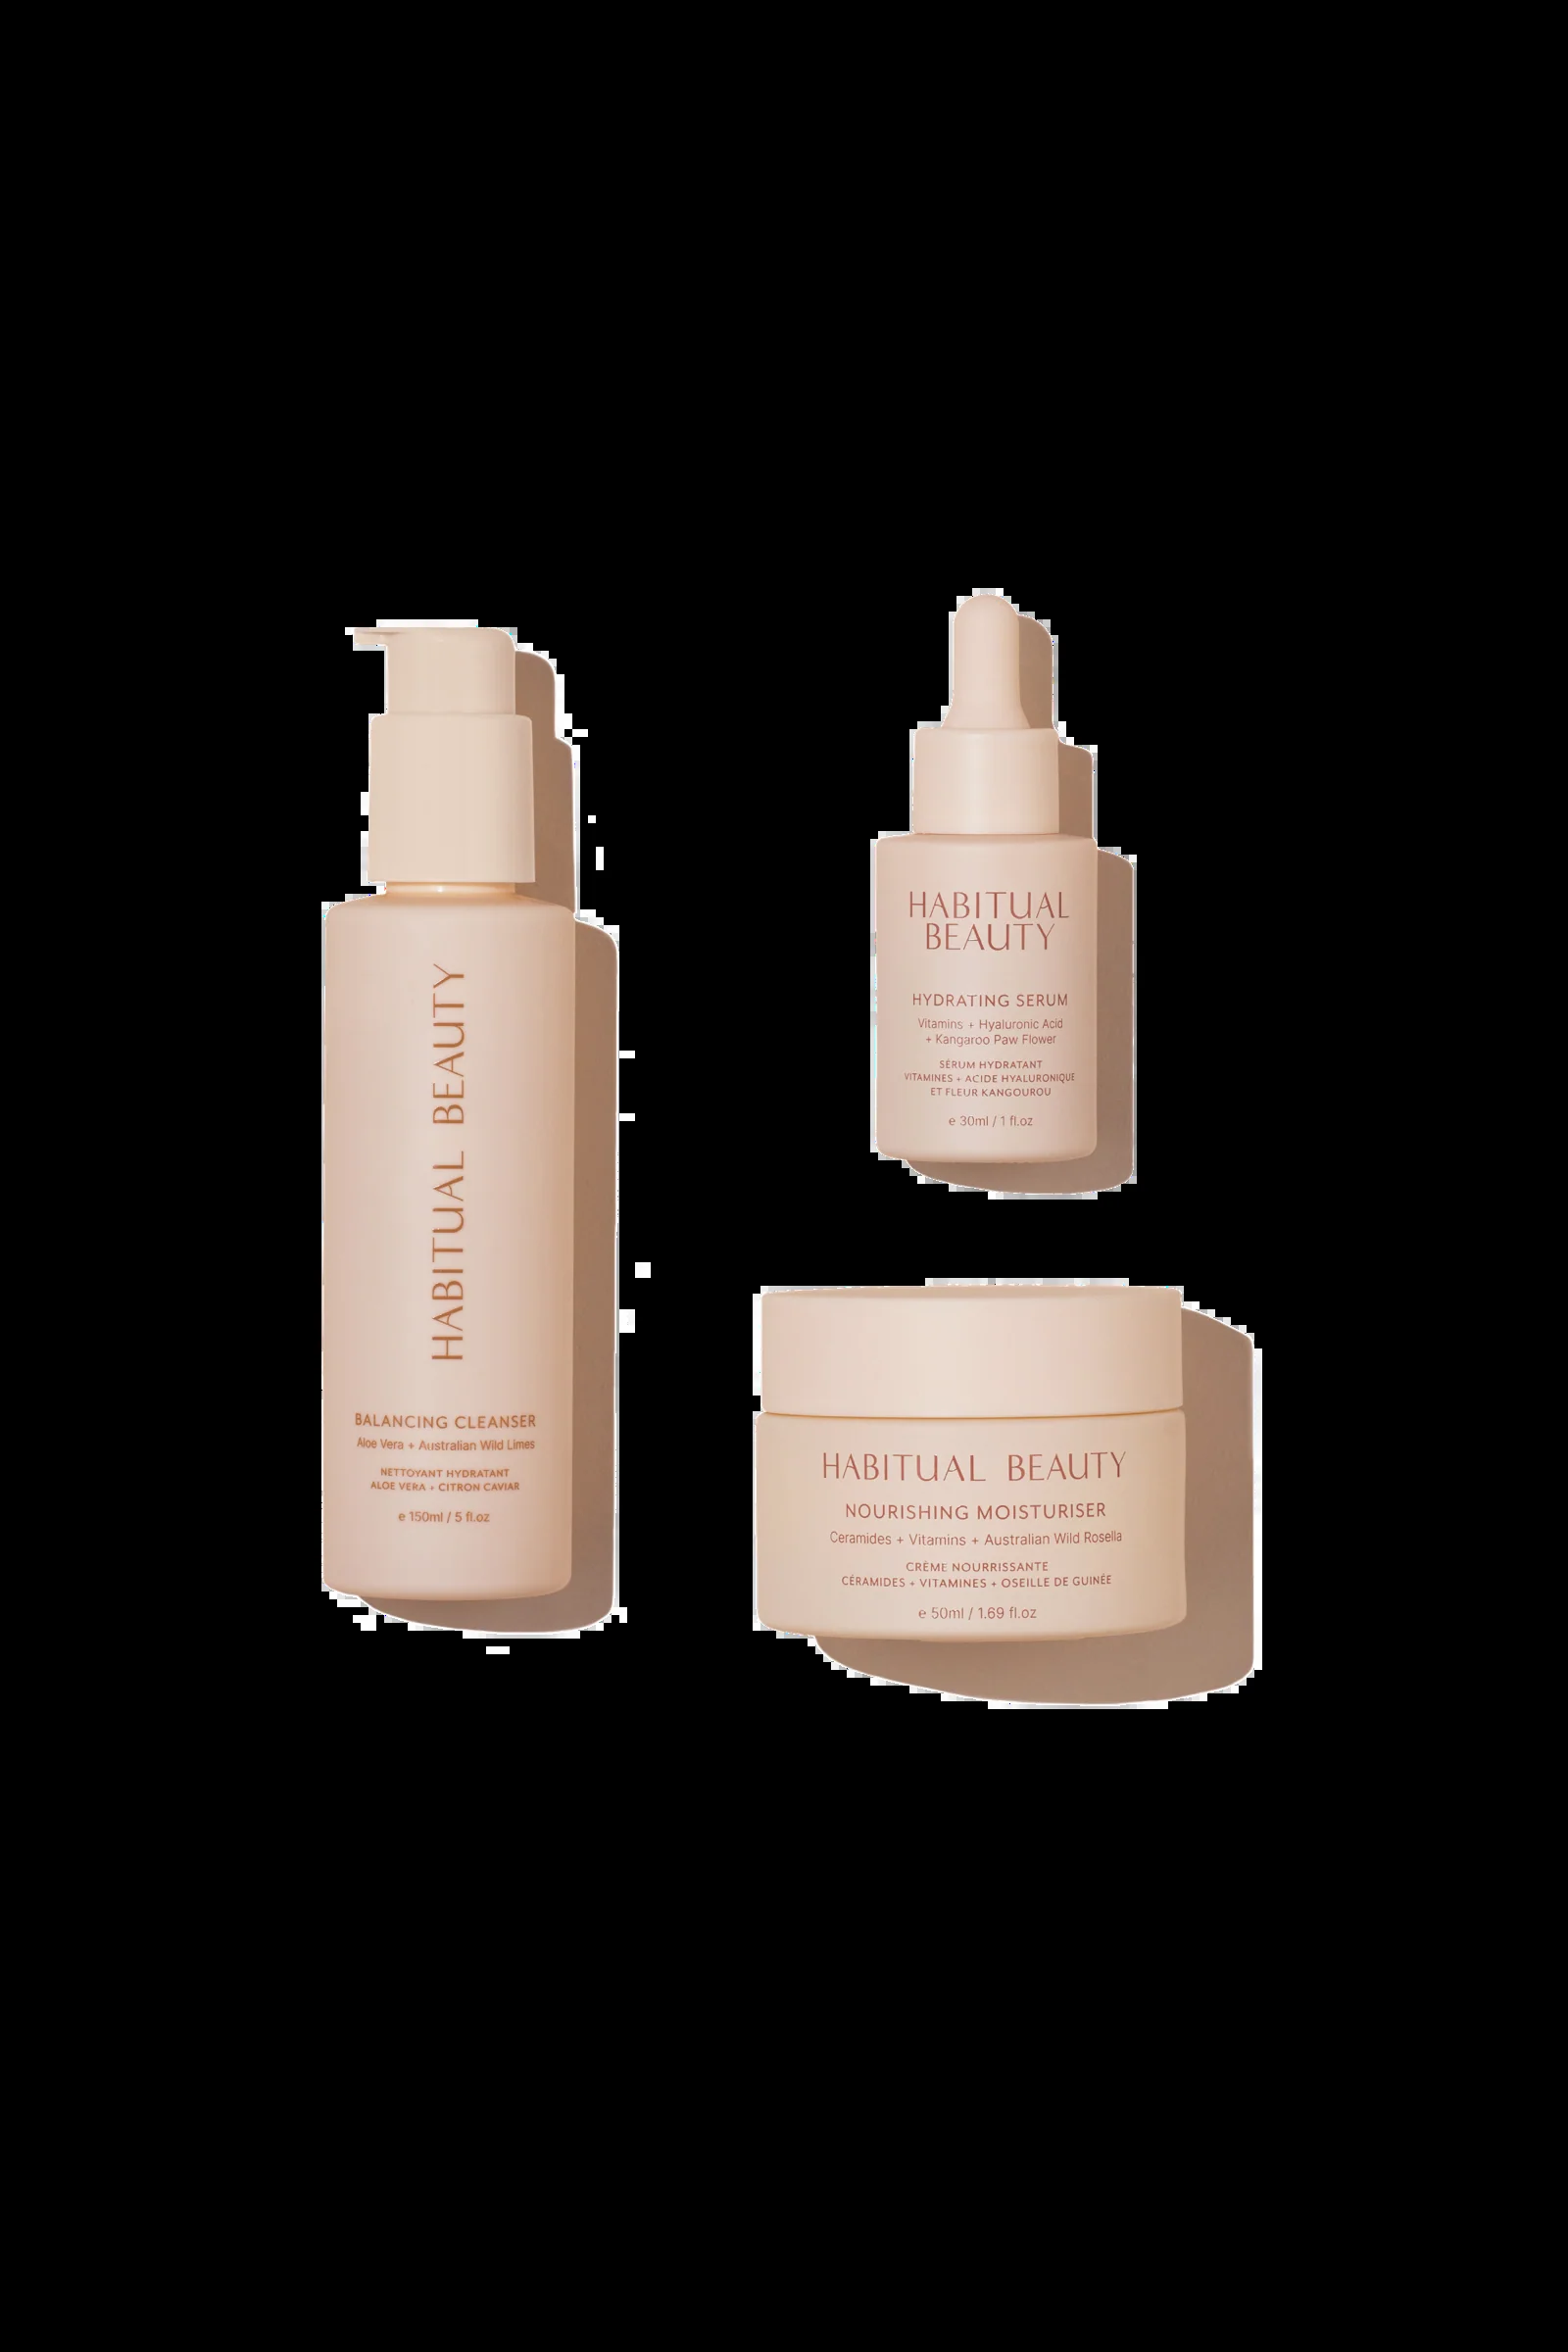 HABITUAL BEAUTY
BALANCING CLEANSER
Aloe Vera + Australian Wild Limes
NETTOYANT HYDRATANT
ALOE VERA + CITRON CAVIAR
e 150ml / 5 fl.oz
HABITUAL
BEAUTY
HYDRATING SERUM
Vitamins + Hyaluronic Acid
+ Kangaroo Paw Flower
SÉRUM HYDRATANT
VITAMINES + ACIDE HYALURONIQUE
ET FLEUR KANGOUROU
e 30ml / 1 fl.oz
HABITUAL BEAUTY
NOURISHING MOISTURISER
Ceramides + Vitamins + Australian Wild Rosella
CRÈME NOURRISSANTE
CÉRAMIDES + VITAMINES + OSEILLE DE GUINÉE
e 50ml / 1.69 fl.oz